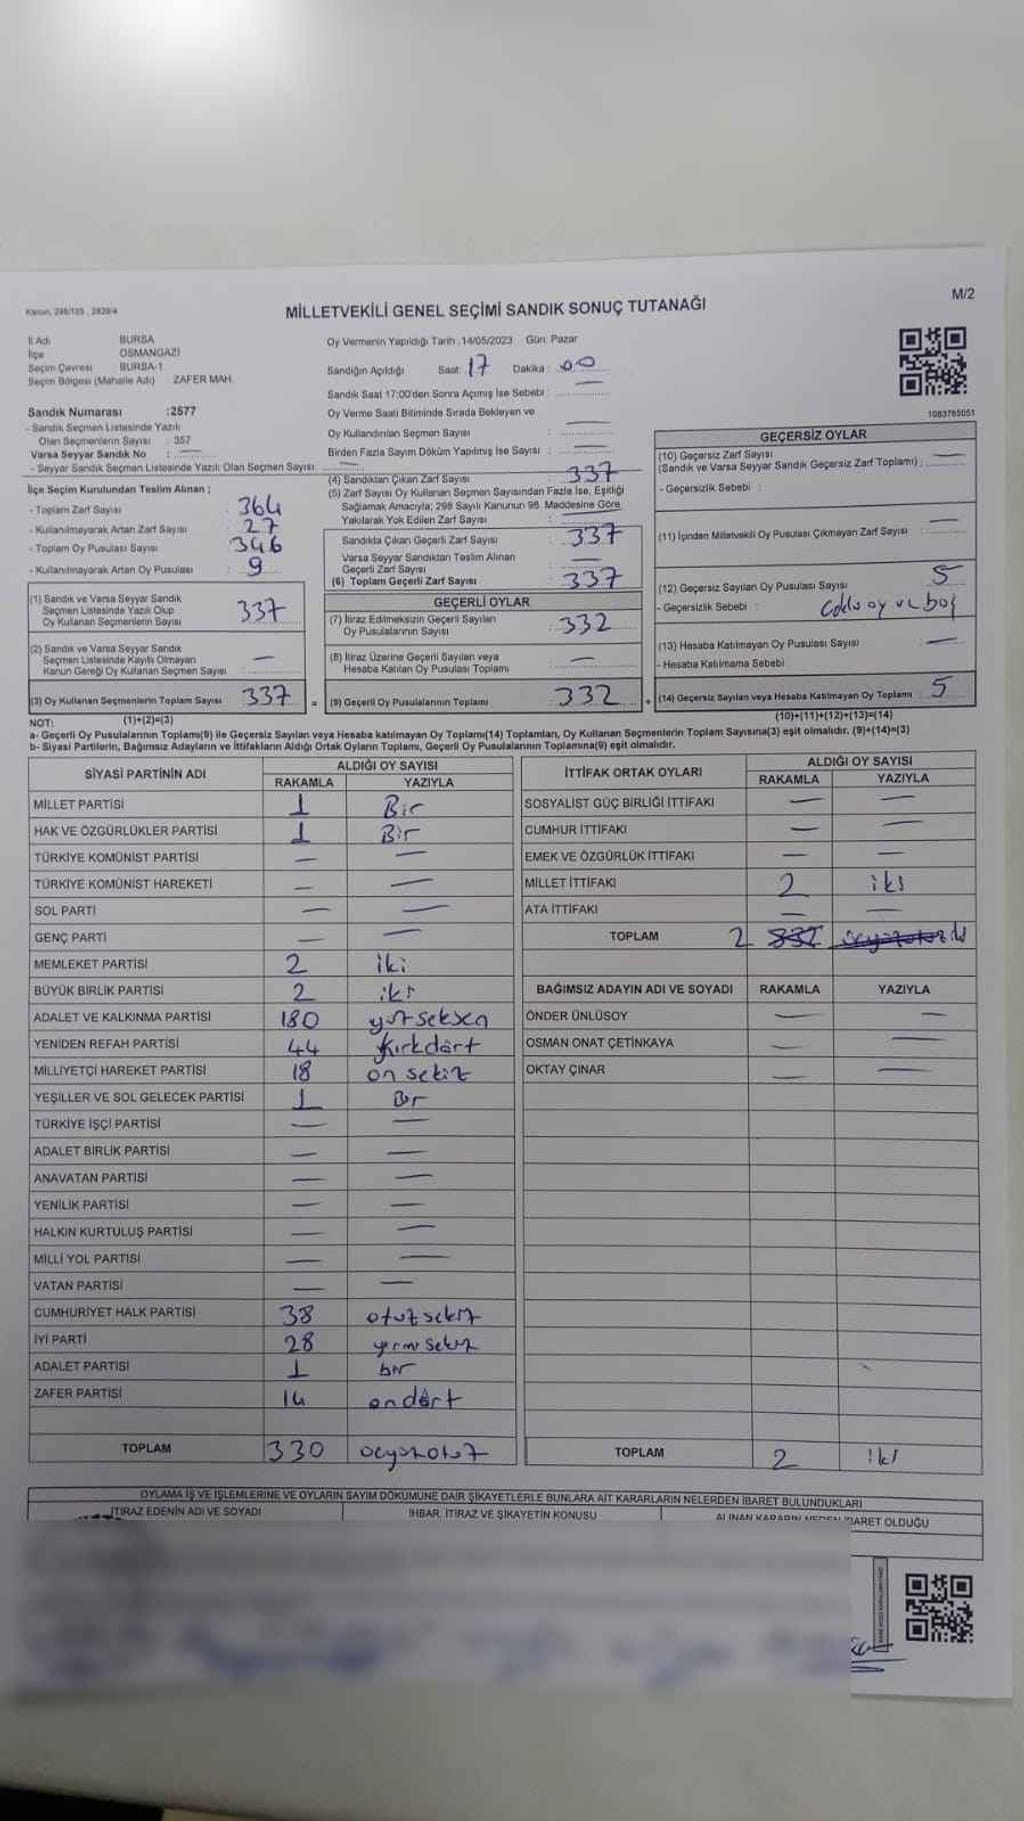 Kanun, 298/105, 2839/4
M/2
MİLLETVEKİLİ GENEL SEÇİMİ SANDIK SONUÇ TUTANAĞI
İl Adı : BURSA
İlçe : OSMANGAZİ
Seçim Çevresi : BURSA-1
Seçim Bölgesi (Mahalle Adı) ZAFER MAH.
Sandık Numarası :2577
- Sandık Seçmen Listesinde Yazılı
Olan Seçmenlerin Sayısı : 357
Varsa Seyyar Sandık No : —
- Seyyar Sandık Seçmen Listesinde Yazılı Olan Seçmen Sayısı : —
İlçe Seçim Kurulundan Teslim Alınan ;
- Toplam Zarf Sayısı : 364
- Kullanılmayarak Artan Zarf Sayısı : 27
- Toplam Oy Pusulası Sayısı : 346
- Kullanılmayarak Artan Oy Pusulası : 9
(1) Sandık ve Varsa Seyyar Sandık
Seçmen Listesinde Yazılı Olup
Oy Kullanan Seçmenlerin Sayısı 337
(2) Sandık ve Varsa Seyyar Sandık
Seçmen Listesinde Kayıtlı Olmayan
Kanun Gereği Oy Kullanan Seçmen Sayısı —
(3) Oy Kullanan Seçmenlerin Toplam Sayısı 337
Oy Vermenin Yapıldığı Tarih :14/05/2023 Gün: Pazar
Sandığın Açıldığı Saat: 17 Dakika : 00
Sandık Saat 17:00'den Sonra Açımış İse Sebebi : —
Oy Verme Saati Bitiminde Sırada Bekleyen ve
Oy Kullandırılan Seçmen Sayısı : —
Birden Fazla Sayım Döküm Yapılmış İse Sayısı : —
(4) Sandıktan Çıkan Zarf Sayısı : 337
(5) Zarf Sayısı Oy Kullanan Seçmen Sayısından Fazla İse, Eşitliği
Sağlamak Amacıyla; 298 Sayılı Kanunun 98. Maddesine Göre
Yakılarak Yok Edilen Zarf Sayısı : —
Sandıkta Çıkan Geçerli Zarf Sayısı : 337
Varsa Seyyar Sandıktan Teslim Alınan
Geçerli Zarf Sayısı : —
(6) Toplam Geçerli Zarf Sayısı : 337
GEÇERLİ OYLAR
(7) İtiraz Edilmeksizin Geçerli Sayılan
Oy Pusulalarının Sayısı : 332
(8) İtiraz Üzerine Geçerli Sayılan veya
Hesaba Katılan Oy Pusulası Toplamı : —
= (9) Geçerli Oy Pusulalarının Toplamı 332 +
1083765051
GEÇERSİZ OYLAR
(10) Geçersiz Zarf Sayısı
(Sandık ve Varsa Seyyar Sandık Geçersiz Zarf Toplamı) : —
- Geçersizlik Sebebi :
(11) İçinden Milletvekili Oy Pusulası Çıkmayan Zarf Sayısı : —
(12) Geçersiz Sayılan Oy Pusulası Sayısı : 5
- Geçersizlik Sebebi : Çoklu oy ve boş
(13) Hesaba Katılmayan Oy Pusulası Sayısı : —
- Hesaba Katılmama Sebebi
(14) Geçersiz Sayılan veya Hesaba Katılmayan Oy Toplamı 5
NOT: (1)+(2)=(3) (10)+(11)+(12)+(13)=(14)
a- Geçerli Oy Pusulalarının Toplamı(9) ile Geçersiz Sayılan veya Hesaba katılmayan Oy Toplamı(14) Toplamları, Oy Kullanan Seçmenlerin Toplam Sayısına(3) eşit olmalıdır. (9)+(14)=(3)
b- Siyasi Partilerin, Bağımsız Adayların ve İttifakların Aldığı Ortak Oyların Toplamı, Geçerli Oy Pusulalarının Toplamına(9) eşit olmalıdır.
SİYASİ PARTİNİN ADI ALDIĞI OY SAYISI
RAKAMLA YAZIYLA
MİLLET PARTİSİ 1 Bir
HAK VE ÖZGÜRLÜKLER PARTİSİ 1 Bir
TÜRKİYE KOMÜNİST PARTİSİ — —
TÜRKİYE KOMÜNİST HAREKETİ — —
SOL PARTİ — —
GENÇ PARTİ — —
MEMLEKET PARTİSİ 2 iki
BÜYÜK BİRLİK PARTİSİ 2 iki
ADALET VE KALKINMA PARTİSİ 180 yüzseksen
YENİDEN REFAH PARTİSİ 44 Kırkdört
MİLLİYETÇİ HAREKET PARTİSİ 18 on sekiz
YEŞİLLER VE SOL GELECEK PARTİSİ 1 Bir
TÜRKİYE İŞÇİ PARTİSİ — —
ADALET BİRLİK PARTİSİ — —
ANAVATAN PARTİSİ — —
YENİLİK PARTİSİ — —
HALKIN KURTULUŞ PARTİSİ — —
MİLLİ YOL PARTİSİ — —
VATAN PARTİSİ — —
CUMHURİYET HALK PARTİSİ 38 otuzsekiz
İYİ PARTİ 28 yirmi sekiz
ADALET PARTİSİ 1 bir
ZAFER PARTİSİ 14 ondört
TOPLAM 330 üçyüzotuz
İTTİFAK ORTAK OYLARI ALDIĞI OY SAYISI
RAKAMLA YAZIYLA
SOSYALİST GÜÇ BİRLİĞİ İTTİFAKI — —
CUMHUR İTTİFAKI — —
EMEK VE ÖZGÜRLÜK İTTİFAKI — —
MİLLET İTTİFAKI 2 iki
ATA İTTİFAKI — —
TOPLAM 2 332
BAĞIMSIZ ADAYIN ADI VE SOYADI RAKAMLA YAZIYLA
ÖNDER ÜNLÜSOY — —
OSMAN ONAT ÇETİNKAYA — —
OKTAY ÇINAR — —
TOPLAM 2 iki
OYLAMA İŞ VE İŞLEMLERİNE VE OYLARIN SAYIM DÖKÜMÜNE DAİR ŞİKAYETLERLE BUNLARA AİT KARARLARIN NELERDEN İBARET BULUNDUKLARI
İTİRAZ EDENİN ADI VE SOYADI İHBAR, İTİRAZ VE ŞİKAYETİN KONUSU ALINAN KARARIN NEDEN İBARET OLDUĞU